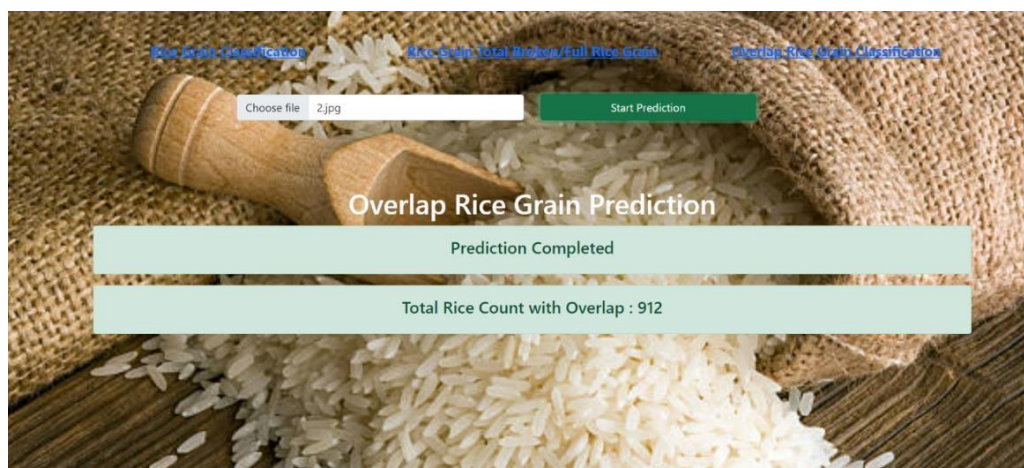 Rice Grain Classification Rice Grain Total Broken/Full Rice Grain Overlap Rice Grain Classification
Choose file 2.jpg Start Prediction
Overlap Rice Grain Prediction
Prediction Completed
Total Rice Count with Overlap : 912